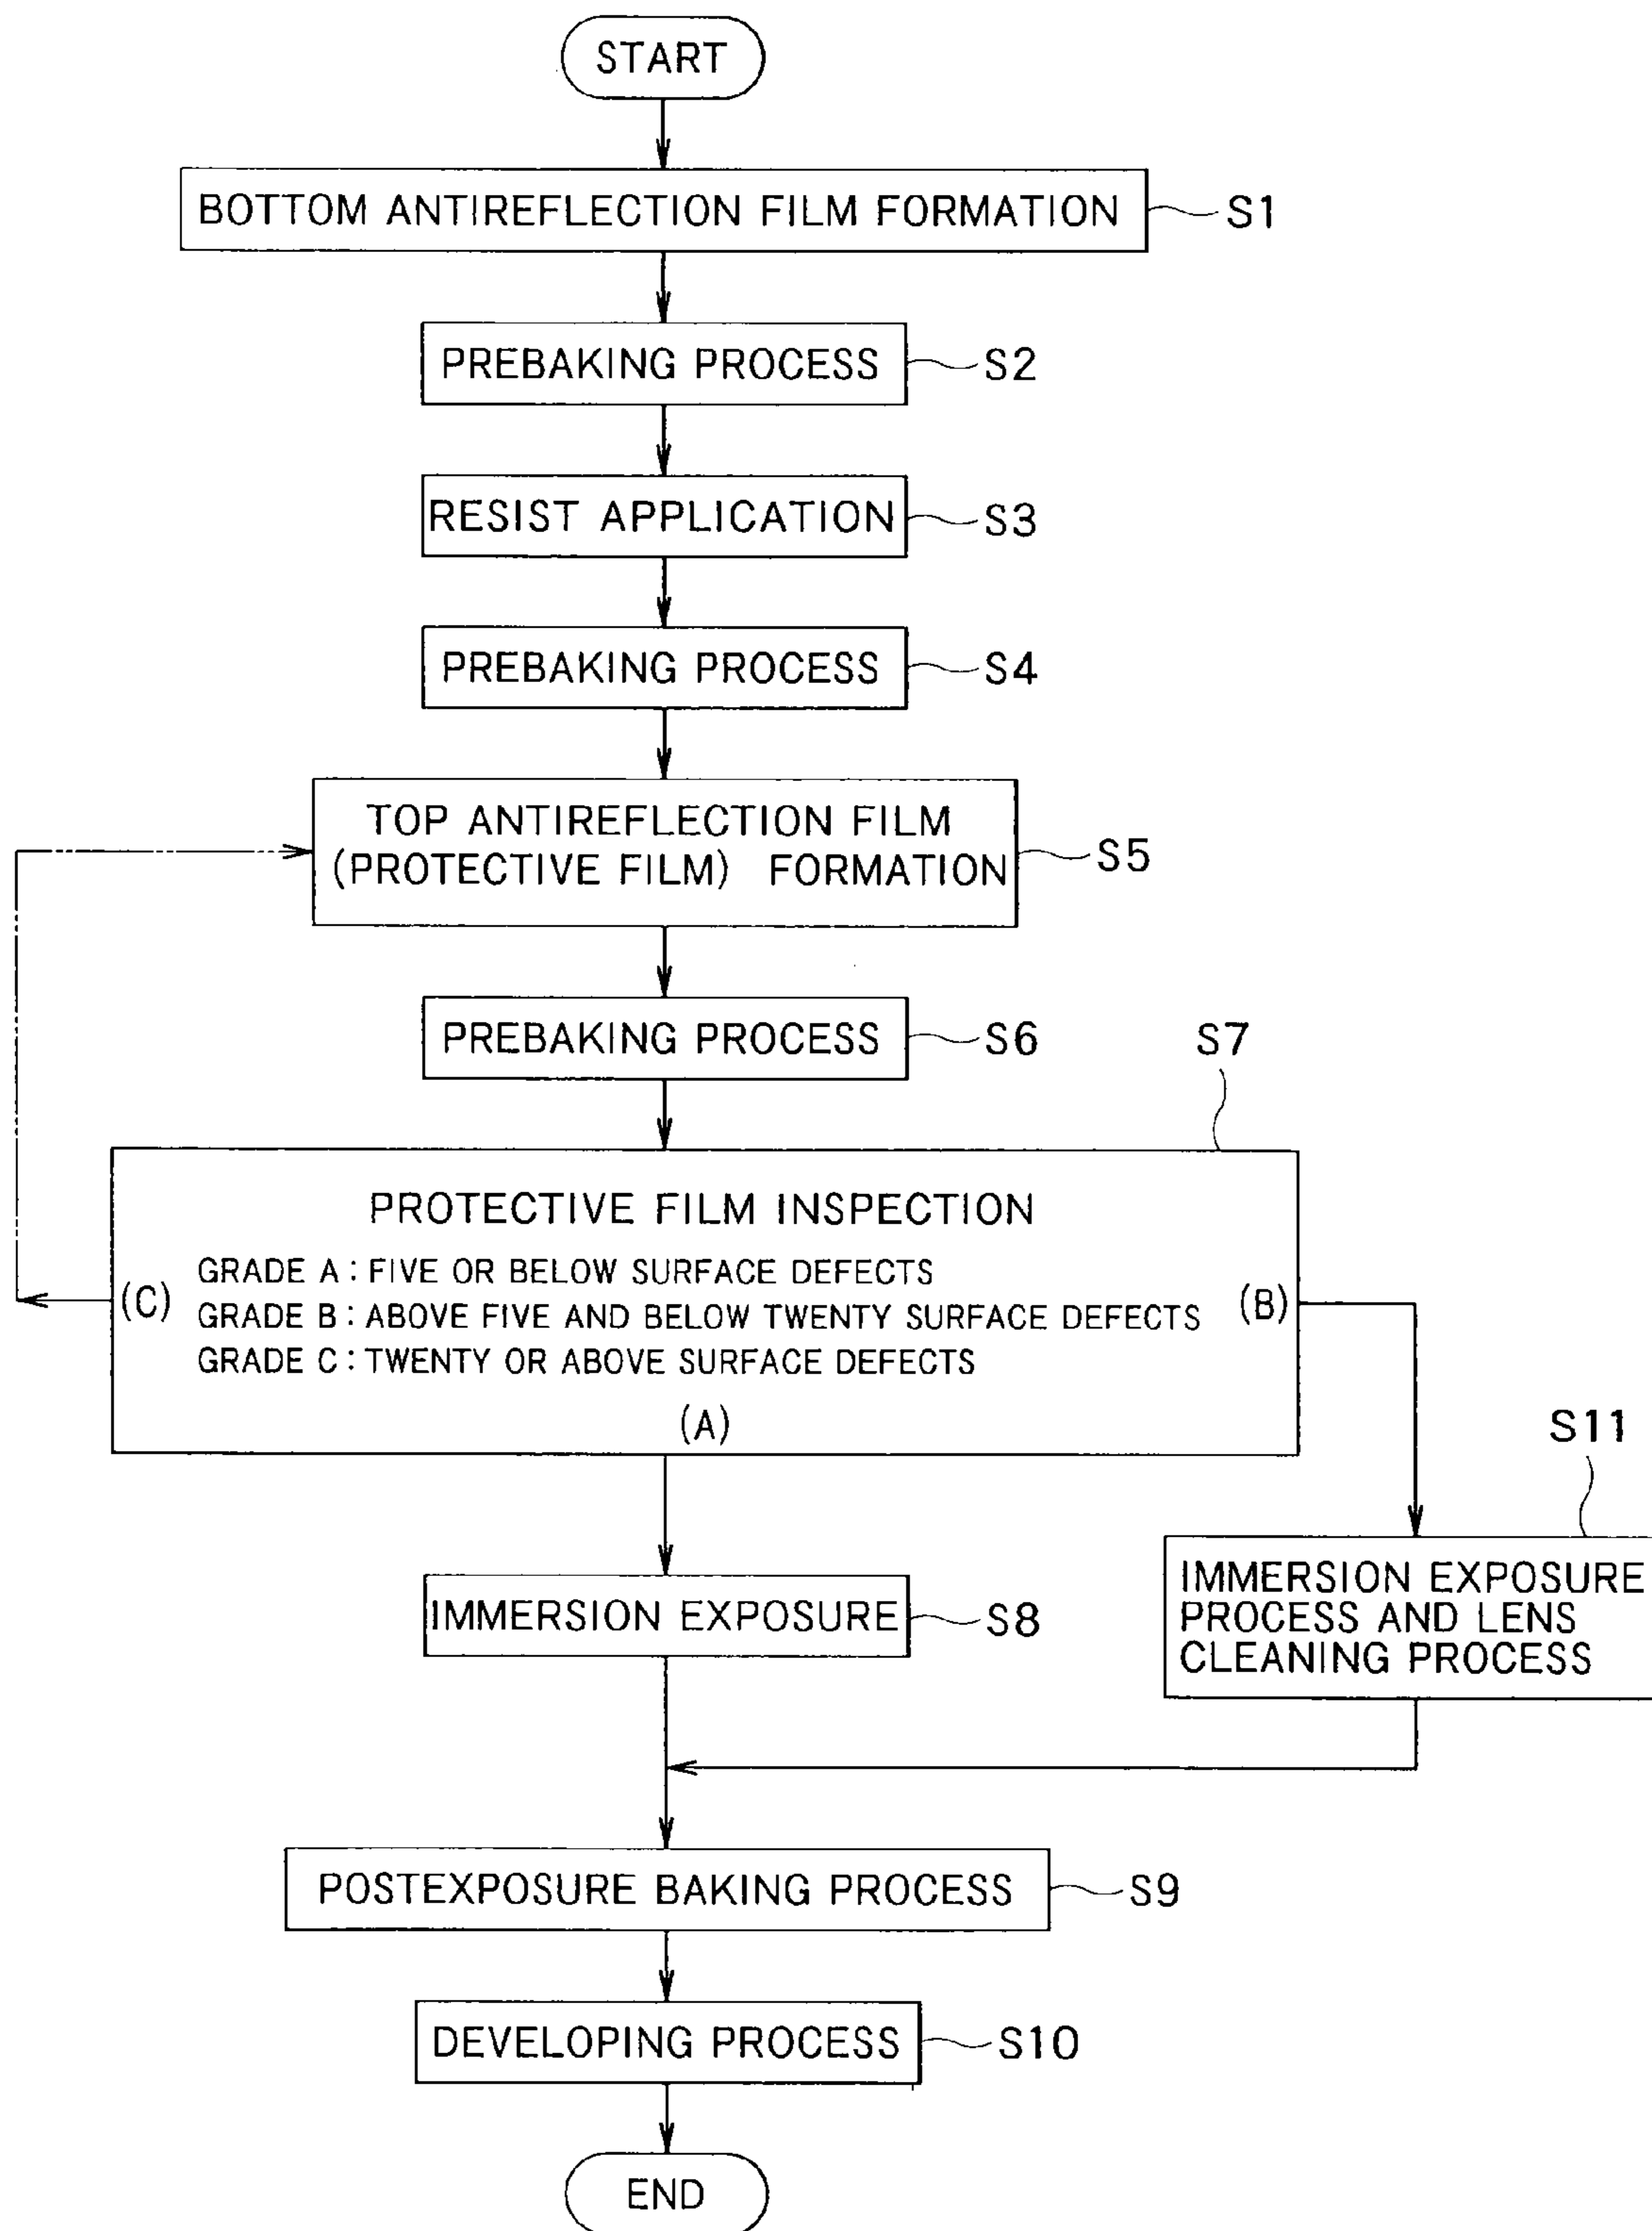 START
BOTTOM ANTIREFLECTION FILM FORMATION
S1
PREBAKING PROCESS
S2
RESIST APPLICATION
S3
PREBAKING PROCESS
S4
TOP ANTIREFLECTION FILM
(PROTECTIVE FILM) FORMATION
S5
PREBAKING PROCESS
S6
S7
PROTECTIVE FILM INSPECTION
GRADE A : FIVE OR BELOW SURFACE DEFECTS
(C)
GRADE B : ABOVE FIVE AND BELOW TWENTY SURFACE DEFECTS
(B)
GRADE C : TWENTY OR ABOVE SURFACE DEFECTS
(A)
S11
IMMERSION EXPOSURE
PROCESS AND LENS
CLEANING PROCESS
IMMERSION EXPOSURE
S8
POSTEXPOSURE BAKING PROCESS
S9
DEVELOPING PROCESS
S10
END